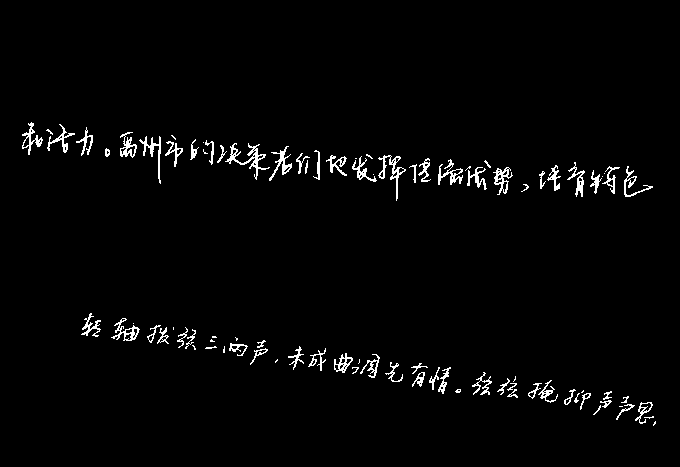 和活力。禹州市的决策者们把发挥传统优势、培育特色
转轴拨弦三两声，未成曲调先有情。弦弦掩抑声声思，